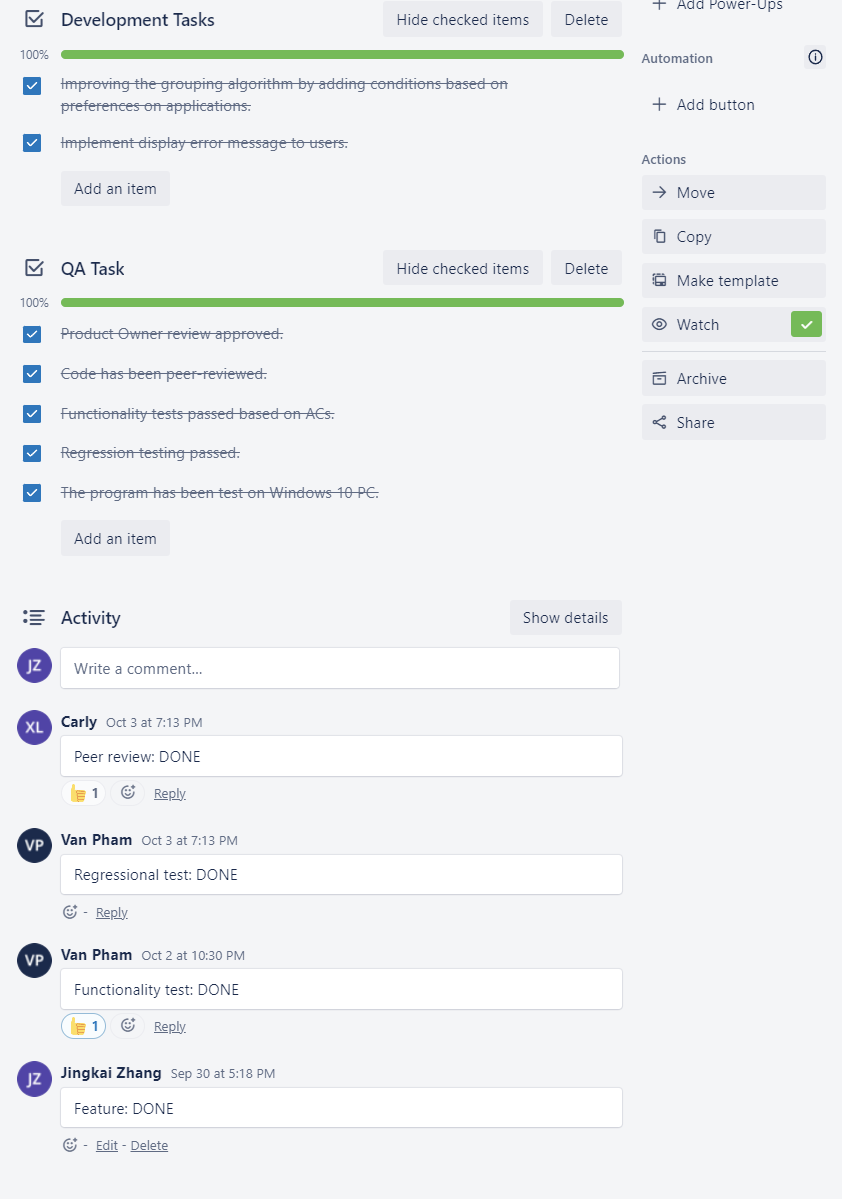 Development Tasks
Hide checked items
Delete
100%
Improving the grouping algorithm by adding conditions based on
preferences on applications.
Implement display error message to users.
Add an item
QA Task
Hide checked items
Delete
100%
Product Owner review approved.
Code has been peer-reviewed.
Functionality tests passed based on ACs.
Regression testing passed.
The program has been test on Windows 10 PC.
Add an item
Activity
Show details
JZ
Write a comment...
XL
Carly Oct 3 at 7:13 PM
Peer review: DONE
1
Reply
VP
Van Pham Oct 3 at 7:13 PM
Regressional test: DONE
- Reply
VP
Van Pham Oct 2 at 10:30 PM
Functionality test: DONE
1
Reply
JZ
Jingkai Zhang Sep 30 at 5:18 PM
Feature: DONE
- Edit - Delete
Add Power-Ups
Automation
Add button
Actions
Move
Copy
Make template
Watch
Archive
Share